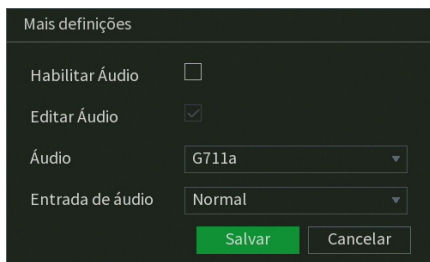 Mais definições
Habilitar Áudio
Editar Áudio
Áudio G711a
Entrada de áudio Normal
Salvar Cancelar